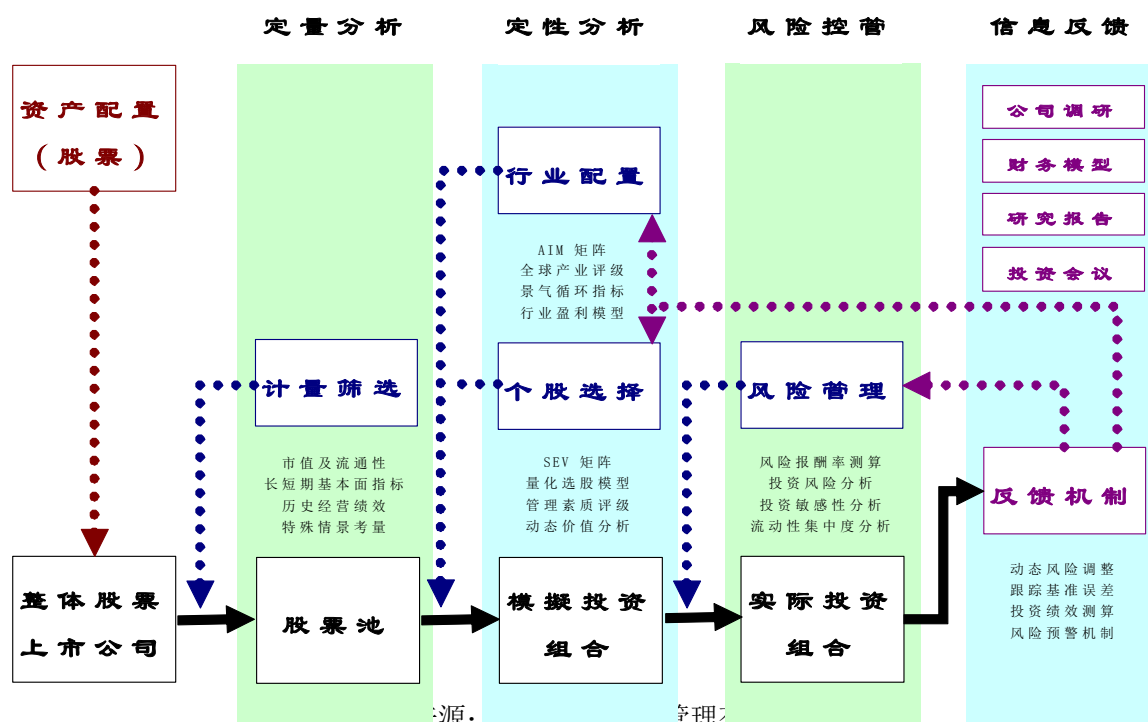 定量分析
定性分析
风险控管
信息反馈
资产配置
(股票)
行业配置
AIM 矩阵
全球产业评级
景气循环指标
行业盈利模型
公司调研
财务模型
研究报告
投资会议
计量筛选
市值及流通性
长短期基本面指标
历史经营绩效
特殊情景考量
个股选择
SEV 矩阵
量化选股模型
管理素质评级
动态价值分析
风险管理
风险报酬率测算
投资风险分析
投资敏感性分析
流动性集中度分析
反馈机制
动态风险调整
跟踪基准误差
投资绩效测算
风险预警机制
整体股票
上市公司
股票池
模擬投资
组合
实际投资
组合
源:
管理